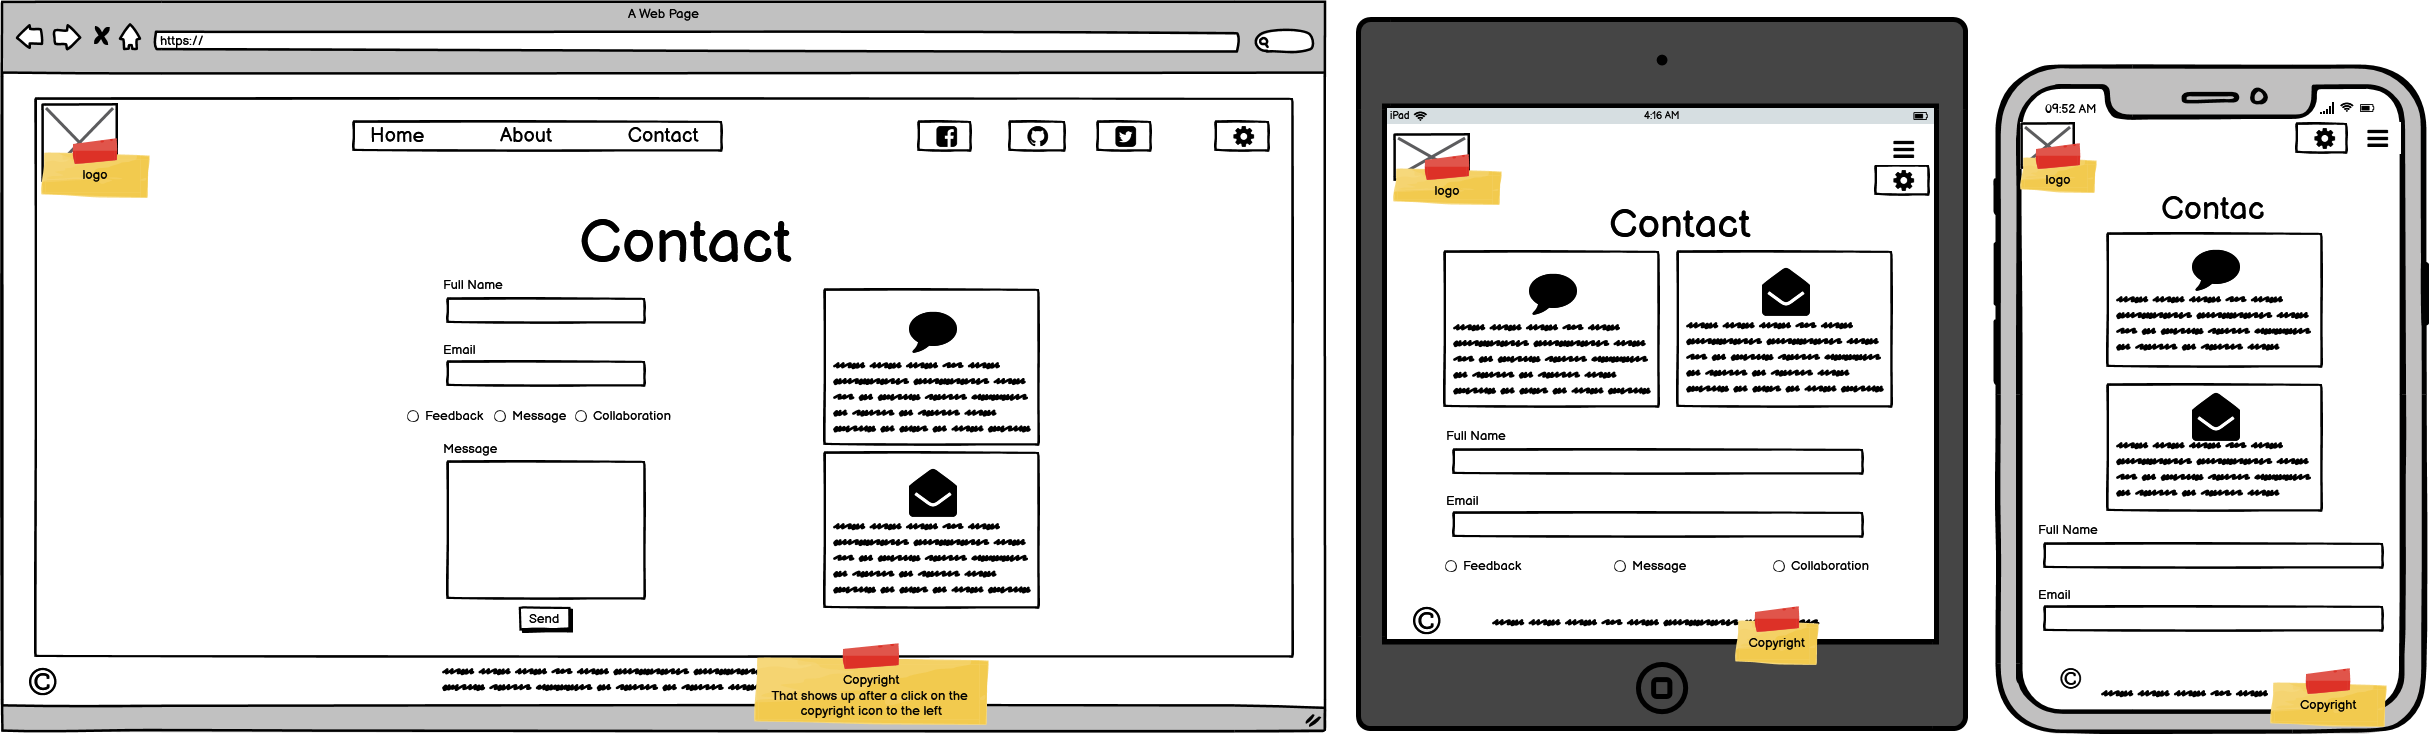 A Web Page
https://
Home About Contact
logo
Contact
Full Name
Email
Feedback Message Collaboration
Message
Send
©
Copyright
That shows up after a click on the
copyright icon to the left
iPad 4:16 AM
logo
Contact
Full Name
Email
Feedback Message Collaboration
©
Copyright
09:52 AM
logo
Contac
Full Name
Email
©
Copyright